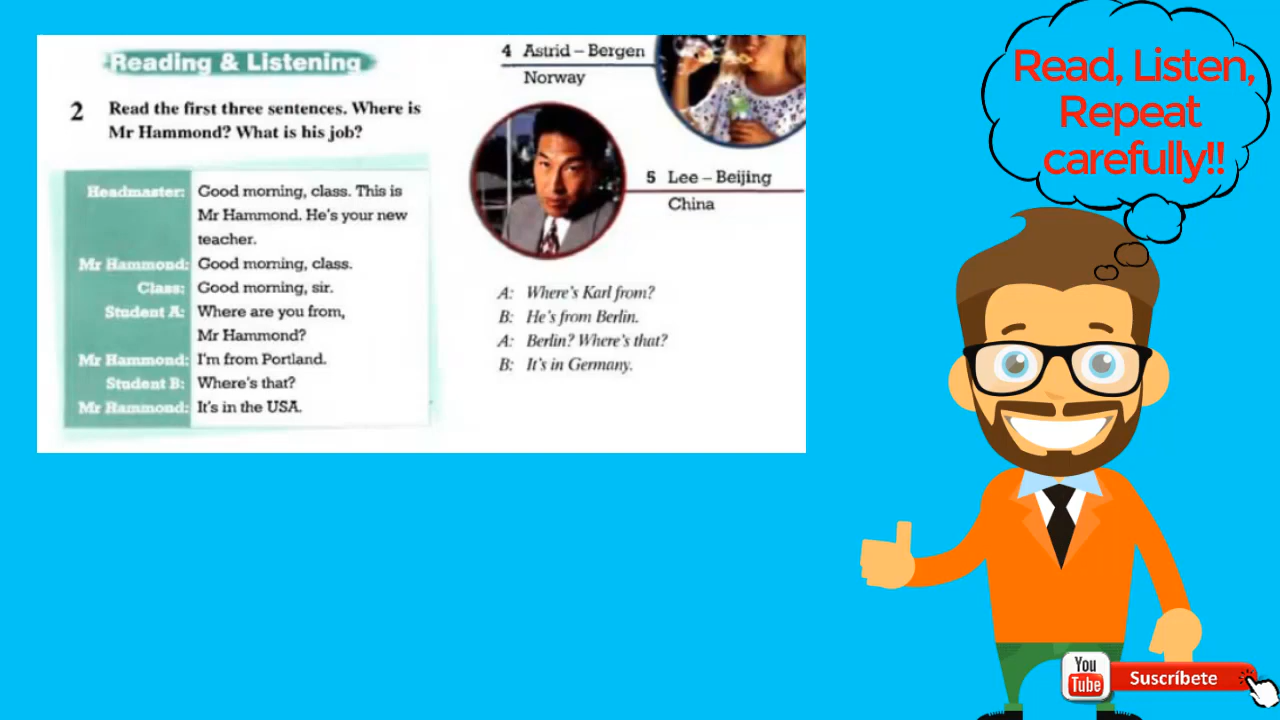 Reading & Listening
2 Read the first three sentences. Where is
Mr Hammond? What is his job?
Headmaster: Good morning, class. This is
Mr Hammond. He's your new
teacher.
Mr Hammond: Good morning, class.
Class: Good morning, sir.
Student A: Where are you from,
Mr Hammond?
Mr Hammond: I'm from Portland.
Student B: Where's that?
Mr Hammond: It's in the USA.
4 Astrid – Bergen
Norway
5 Lee – Beijing
China
A: Where's Karl from?
B: He's from Berlin.
A: Berlin? Where's that?
B: It's in Germany.
Read, Listen,
Repeat
carefully!!
You
Tube
Suscríbete